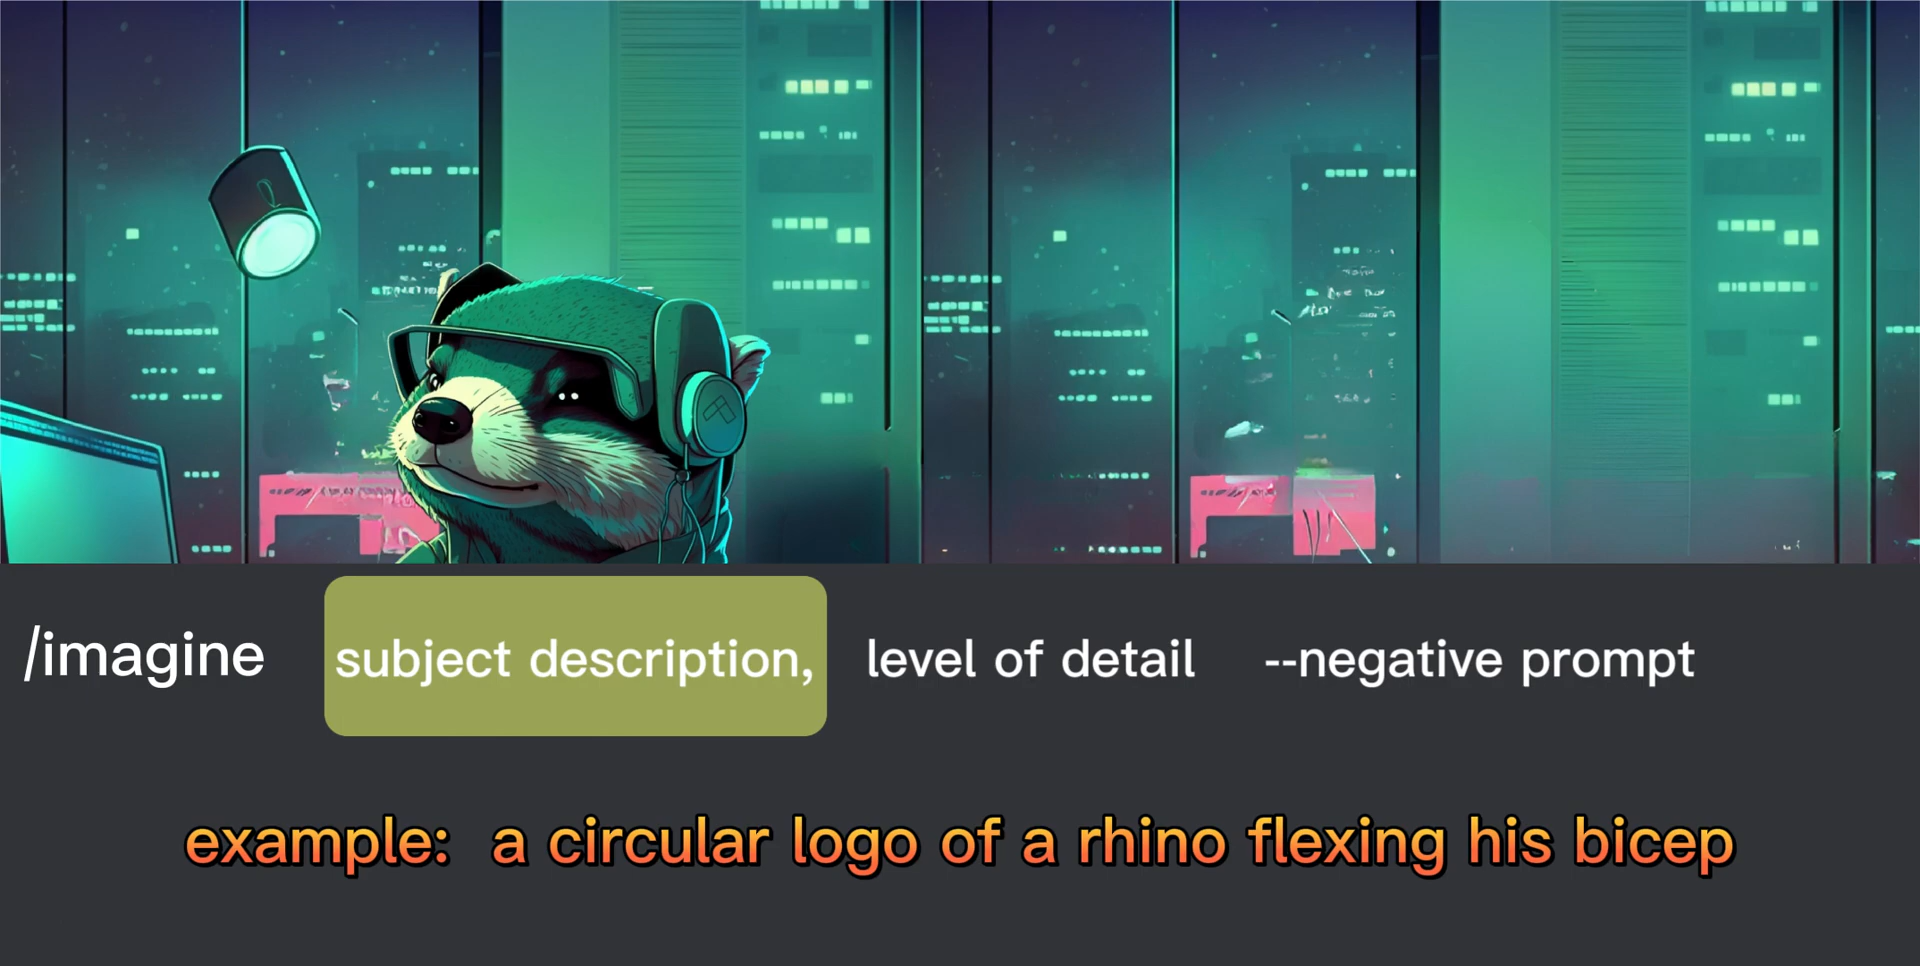 /imagine subject description, level of detail --negative prompt
example: a circular logo of a rhino flexing his bicep